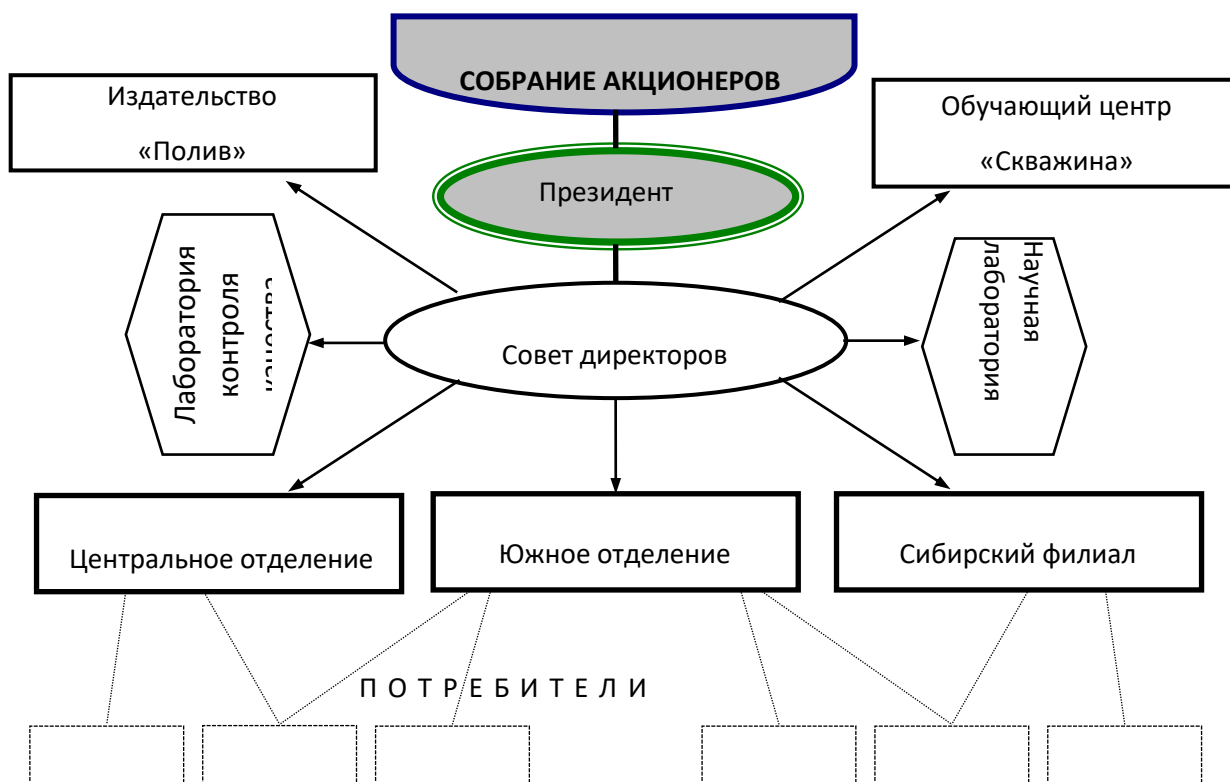 СОБРАНИЕ АКЦИОНЕРОВ
Издательство
«Полив»
Обучающий центр
«Скважина»
Президент
Лаборатория
контроля
Научная
лаборатория
Совет директоров
Центральное отделение
Южное отделение
Сибирский филиал
П О Т Р Е Б И Т Е Л И